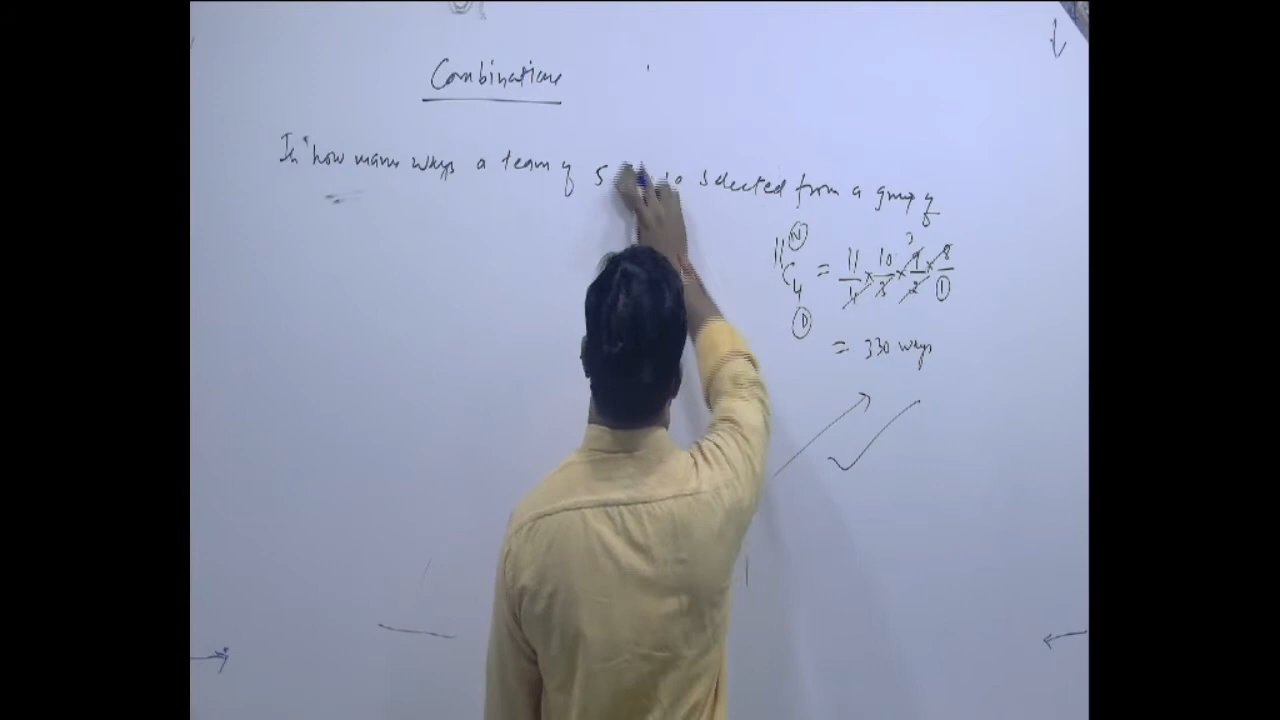 Combinations
In how many ways a team of 5 selected from a group of
11C4 = 11/4 × 10/3 × 9/2 × 8/1
N
3
D
= 330 ways